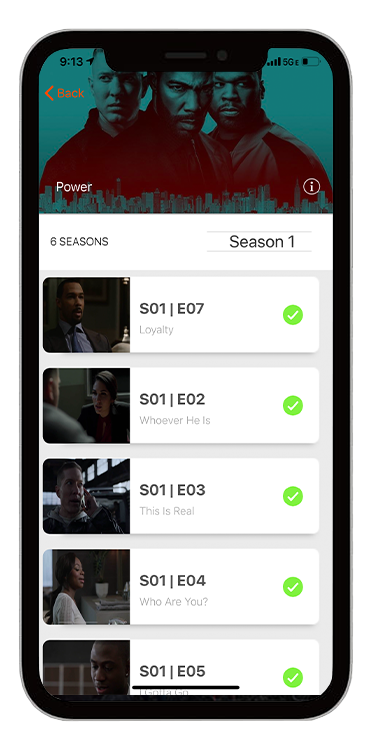 9:13
5G E
Back
Power
6 SEASONS
Season 1
S01 | E07
Loyalty
S01 | E02
Whoever He Is
S01 | E03
This Is Real
S01 | E04
Who Are You?
S01 | E05
I Gotta Go